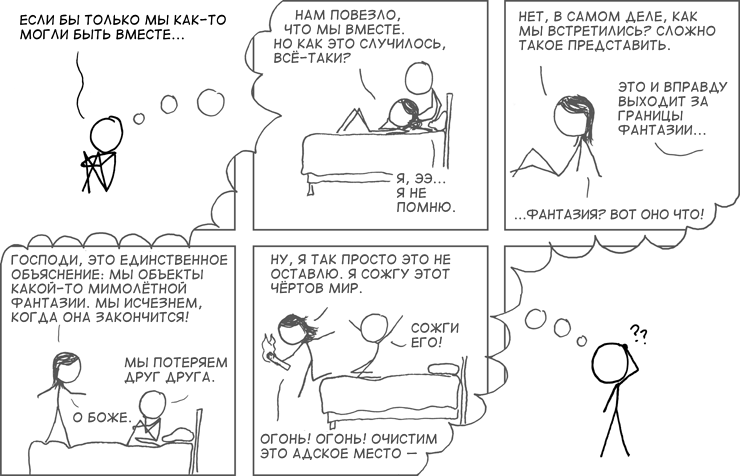 ЕСЛИ БЫ ТОЛЬКО МЫ КАК-ТО
МОГЛИ БЫТЬ ВМЕСТЕ...
НАМ ПОВЕЗЛО,
ЧТО МЫ ВМЕСТЕ.
НО КАК ЭТО СЛУЧИЛОСЬ,
ВСЁ-ТАКИ?
Я, ЭЭ...
Я НЕ
ПОМНЮ.
НЕТ, В САМОМ ДЕЛЕ, КАК
МЫ ВСТРЕТИЛИСЬ? СЛОЖНО
ТАКОЕ ПРЕДСТАВИТЬ.
ЭТО И ВПРАВДУ
ВЫХОДИТ ЗА
ГРАНИЦЫ
ФАНТАЗИИ...
...ФАНТАЗИЯ? ВОТ ОНО ЧТО!
ГОСПОДИ, ЭТО ЕДИНСТВЕННОЕ
ОБЪЯСНЕНИЕ: МЫ ОБЪЕКТЫ
КАКОЙ-ТО МИМОЛЁТНОЙ
ФАНТАЗИИ. МЫ ИСЧЕЗНЕМ,
КОГДА ОНА ЗАКОНЧИТСЯ!
МЫ ПОТЕРЯЕМ
ДРУГ ДРУГА.
О БОЖЕ.
НУ, Я ТАК ПРОСТО ЭТО НЕ
ОСТАВЛЮ. Я СОЖГУ ЭТОТ
ЧЁРТОВ МИР.
СОЖГИ
ЕГО!
ОГОНЬ! ОГОНЬ! ОЧИСТИМ
ЭТО АДСКОЕ МЕСТО —
??